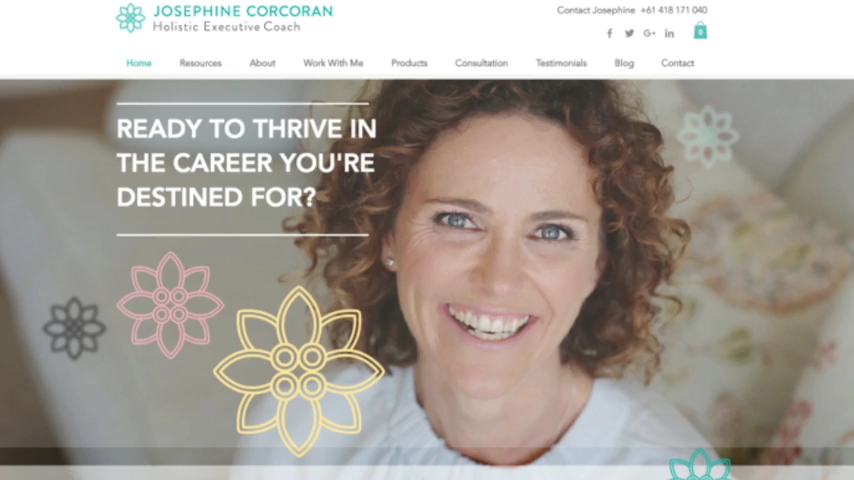 JOSEPHINE CORCORAN
Holistic Executive Coach
Contact Josephine +61 418 171 040
0
Home Resources About Work With Me Products Consultation Testimonials Blog Contact
READY TO THRIVE IN
THE CAREER YOU'RE
DESTINED FOR?